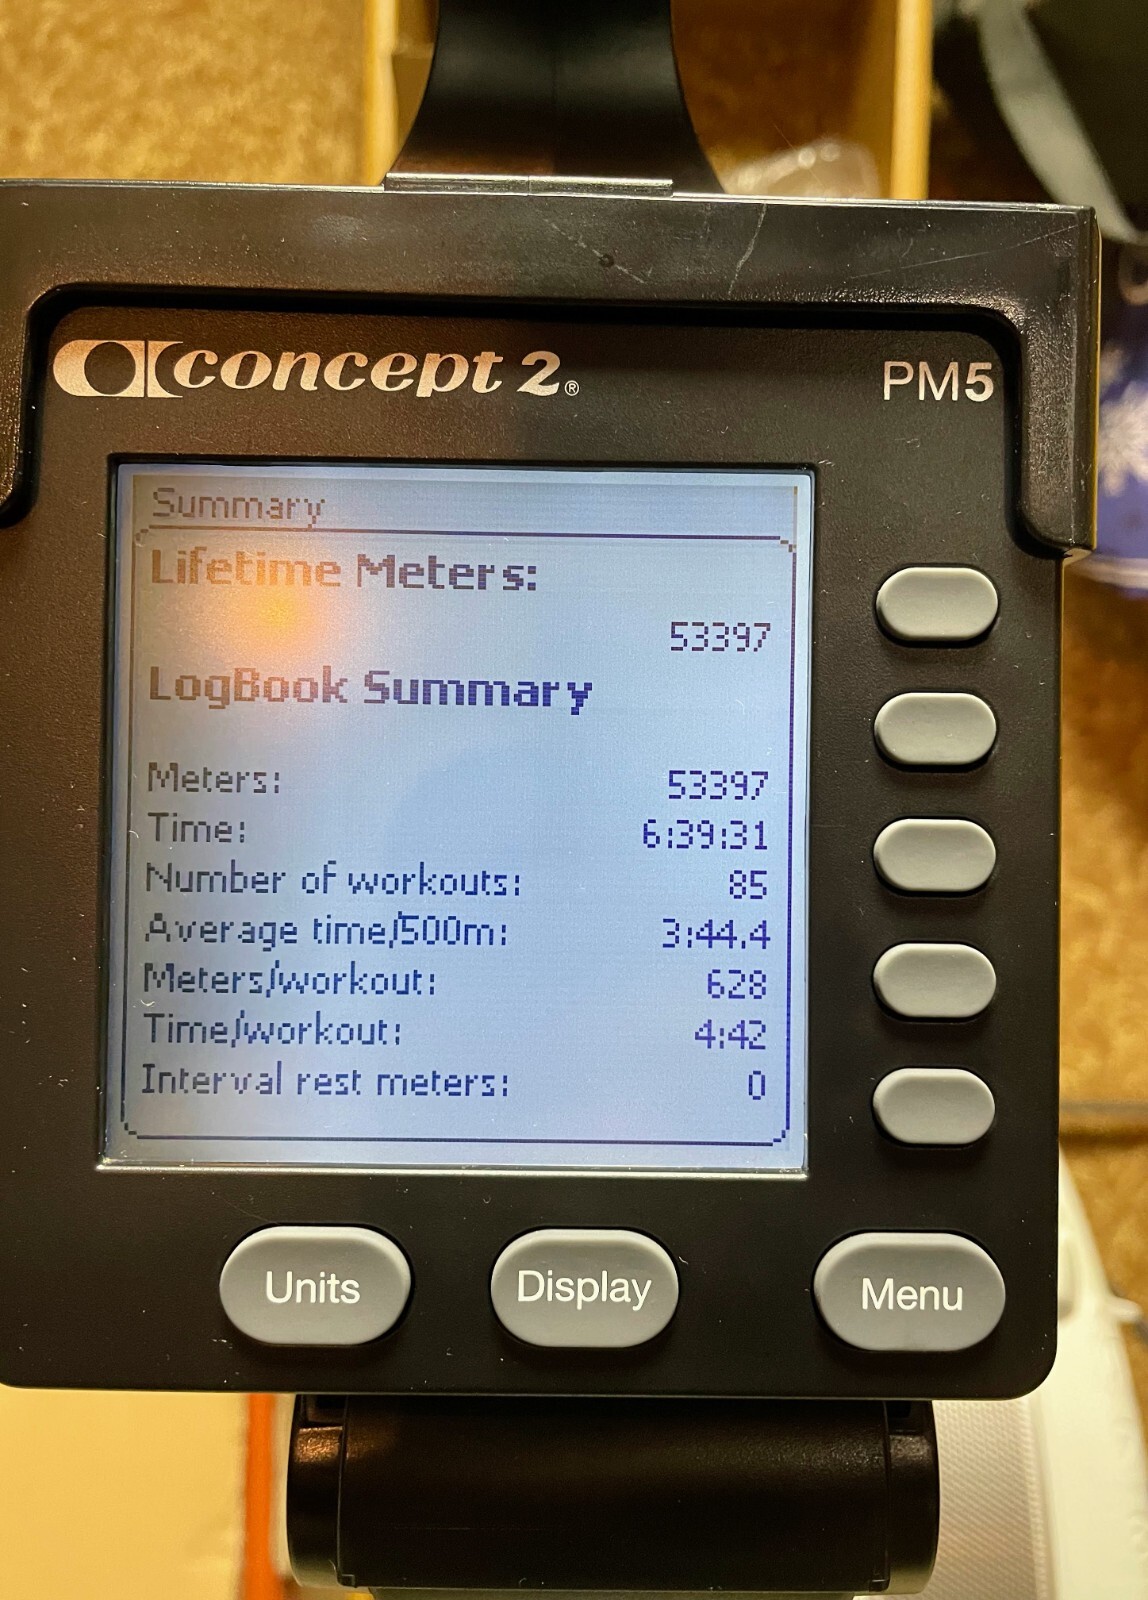 concept 2®
PM5
Summary
Lifetime Meters:
53397
LogBook Summary
Meters: 53397
Time: 6:39:31
Number of workouts: 85
Average time/500m: 3:44.4
Meters/workout: 628
Time/workout: 4:42
Interval rest meters: 0
Units Display Menu